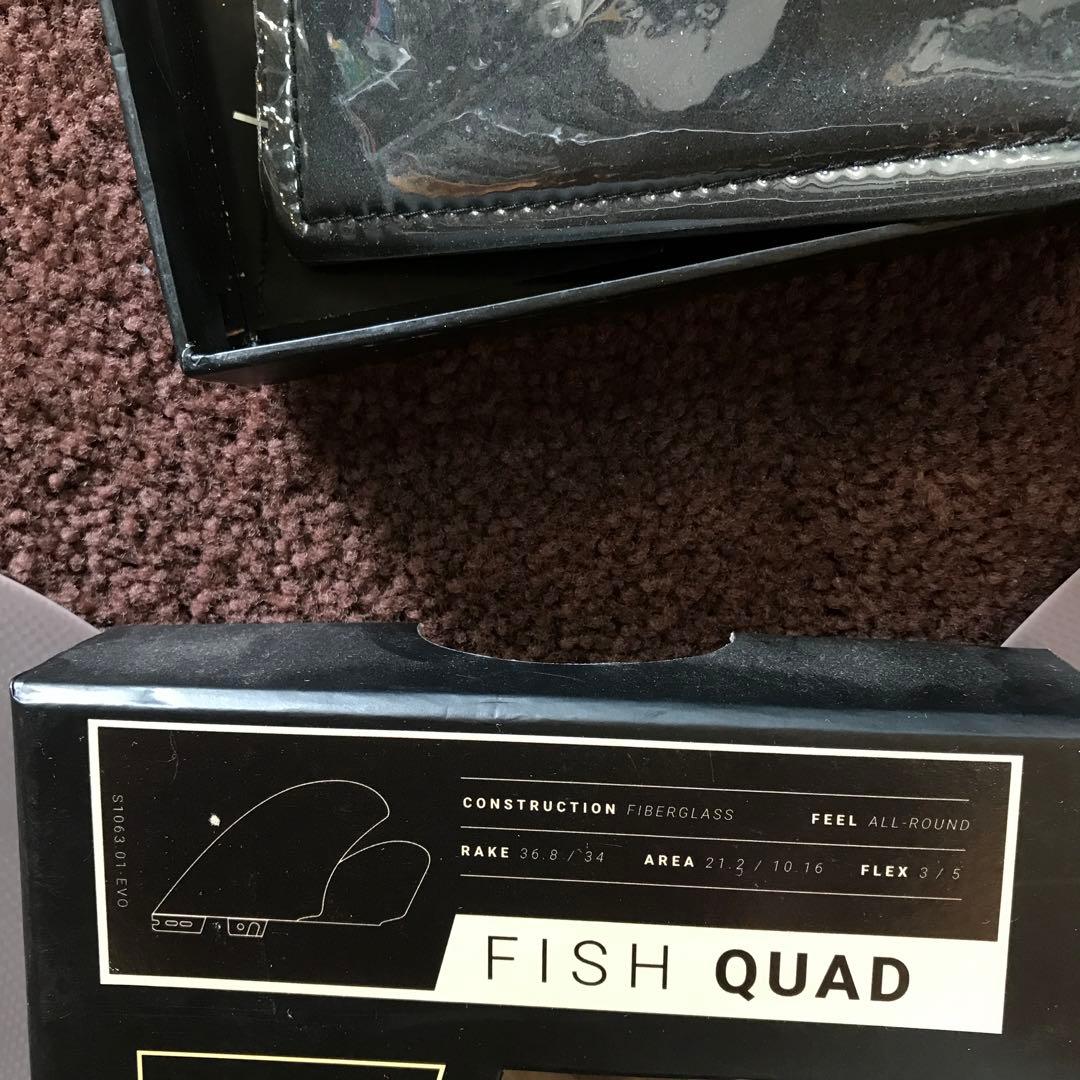 S1063.01-EVO
CONSTRUCTION FIBERGLASS FEEL ALL-ROUND
RAKE 36.8 / 34 AREA 21.2 / 10.16 FLEX 3 / 5
FISH QUAD